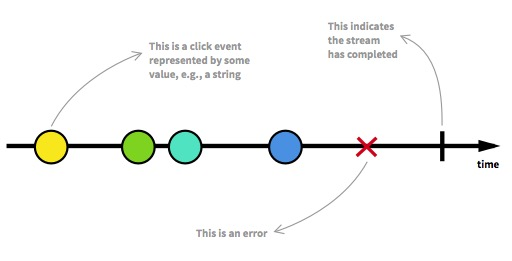 This is a click event
represented by some
value, e.g., a string
This indicates
the stream
has completed
time
This is an error